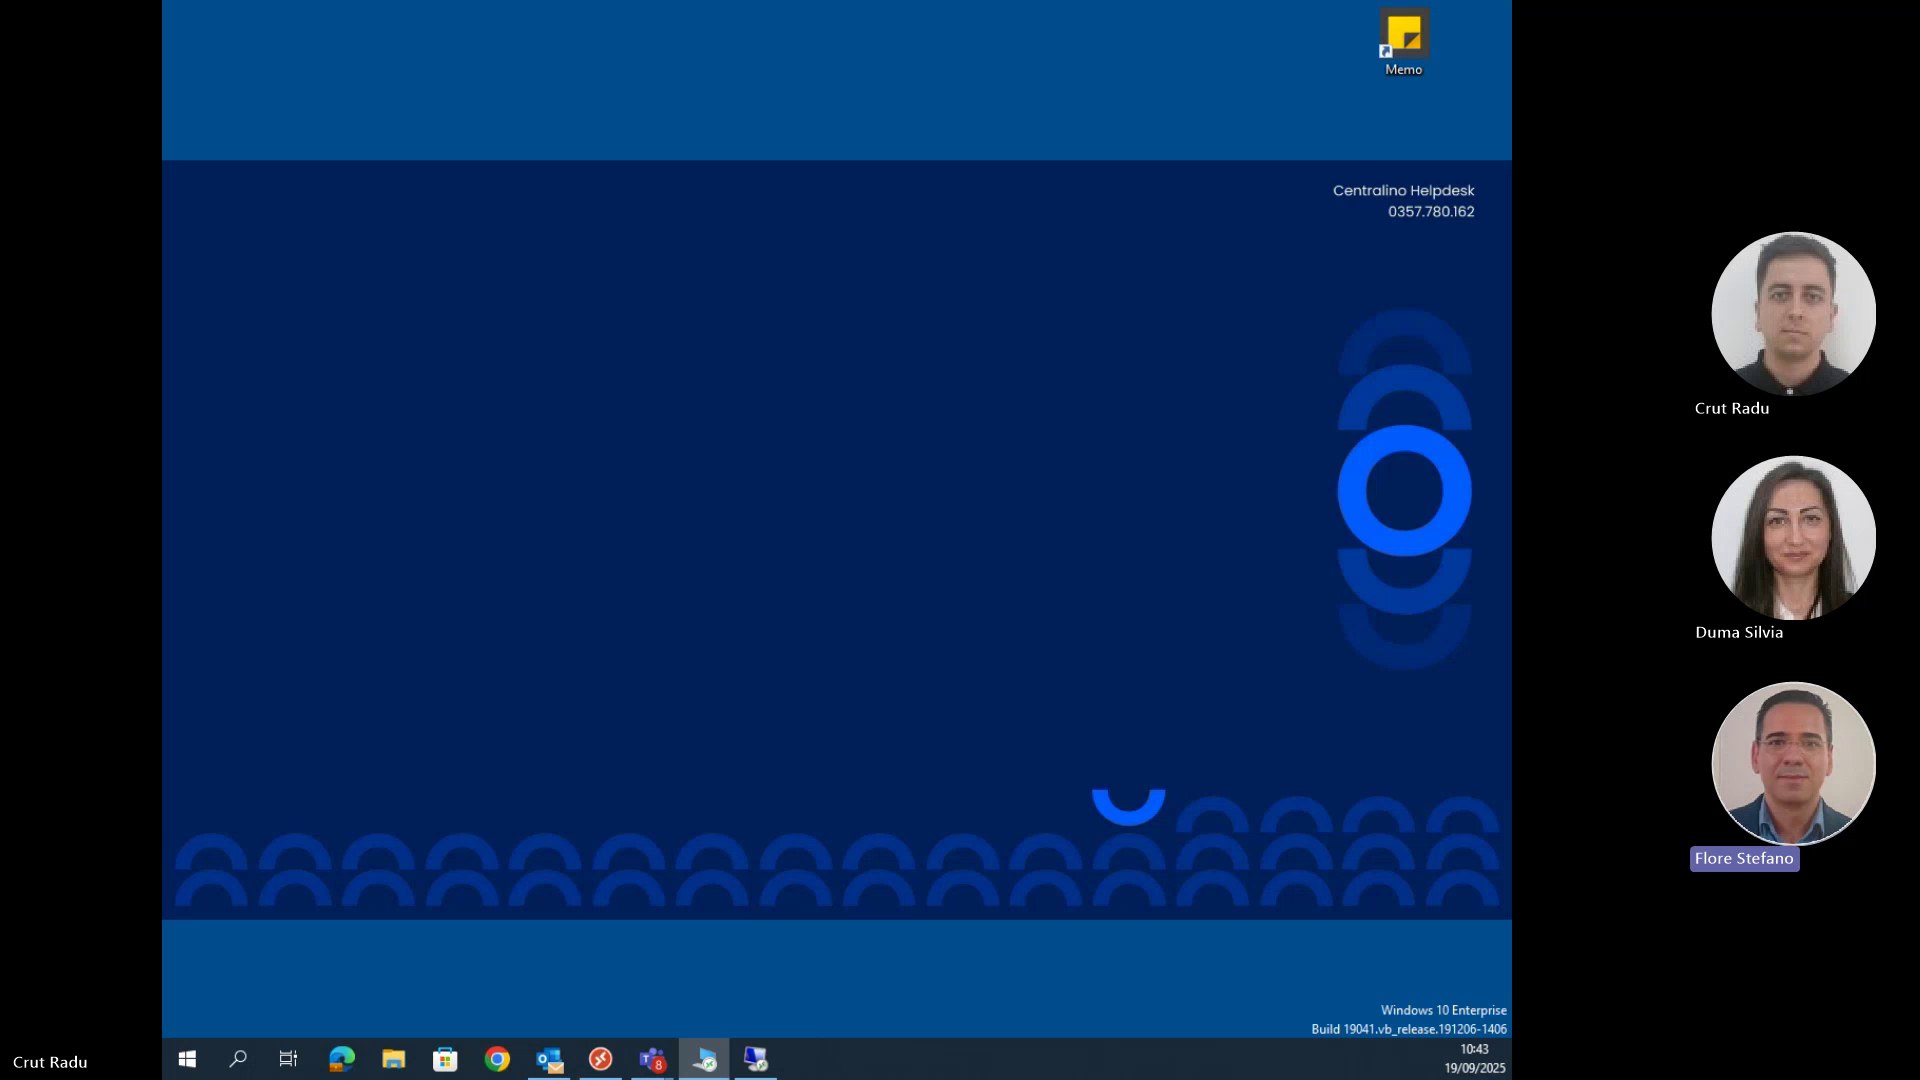 Memo
Centralino Helpdesk
0357.780.162
Crut Radu
Duma Silvia
Flore Stefano
Windows 10 Enterprise
Build 19041.vb_release.191206-1406
8
10:43
19/09/2025
Crut Radu